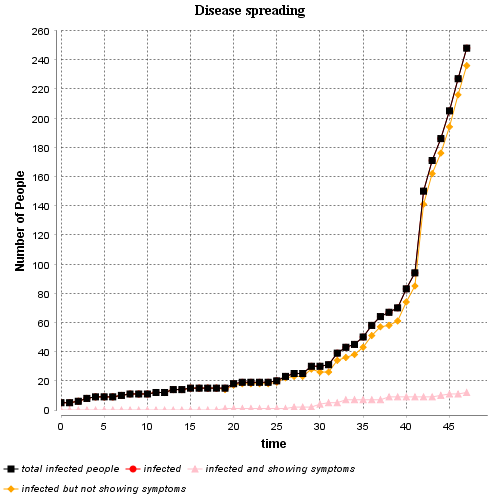 Disease spreading
Number of People
260
240
220
200
180
160
140
120
100
80
60
40
20
0
0 5 10 15 20 25 30 35 40 45
time
total infected people infected infected and showing symptoms
infected but not showing symptoms